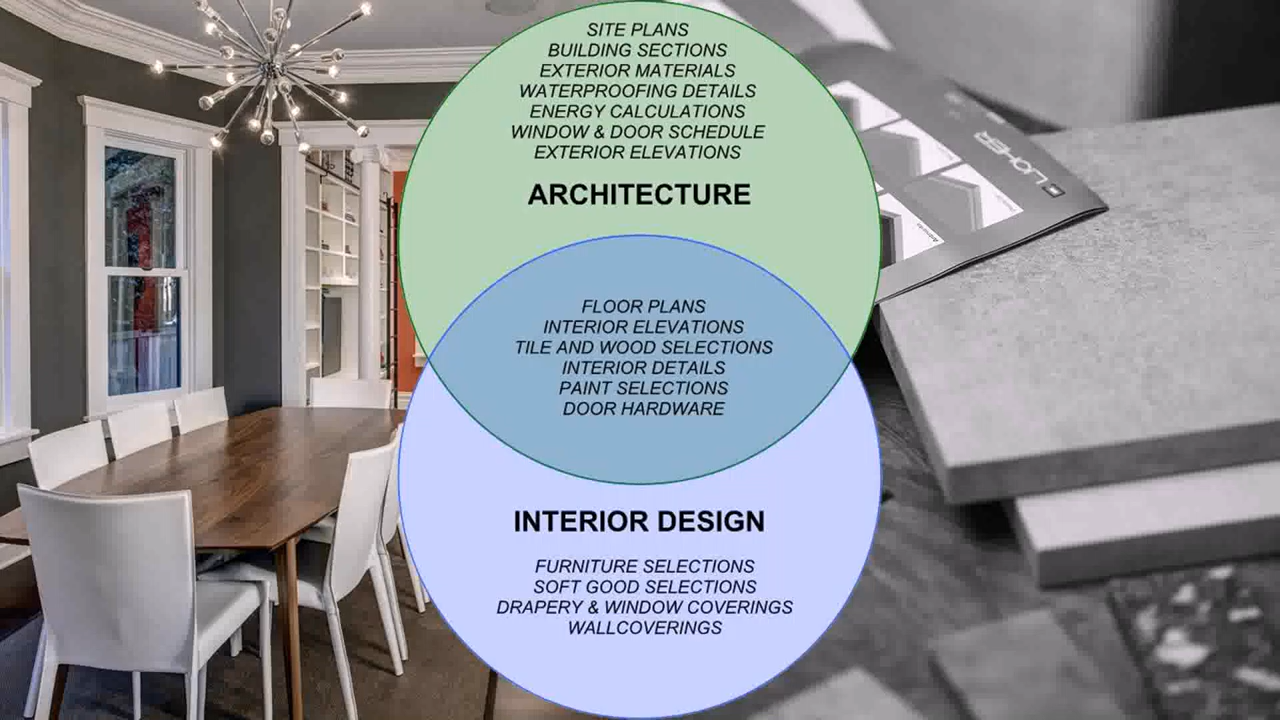 SITE PLANS
BUILDING SECTIONS
EXTERIOR MATERIALS
WATERPROOFING DETAILS
ENERGY CALCULATIONS
WINDOW & DOOR SCHEDULE
EXTERIOR ELEVATIONS
ARCHITECTURE
FLOOR PLANS
INTERIOR ELEVATIONS
TILE AND WOOD SELECTIONS
INTERIOR DETAILS
PAINT SELECTIONS
DOOR HARDWARE
INTERIOR DESIGN
FURNITURE SELECTIONS
SOFT GOOD SELECTIONS
DRAPERY & WINDOW COVERINGS
WALLCOVERINGS
LIOHER